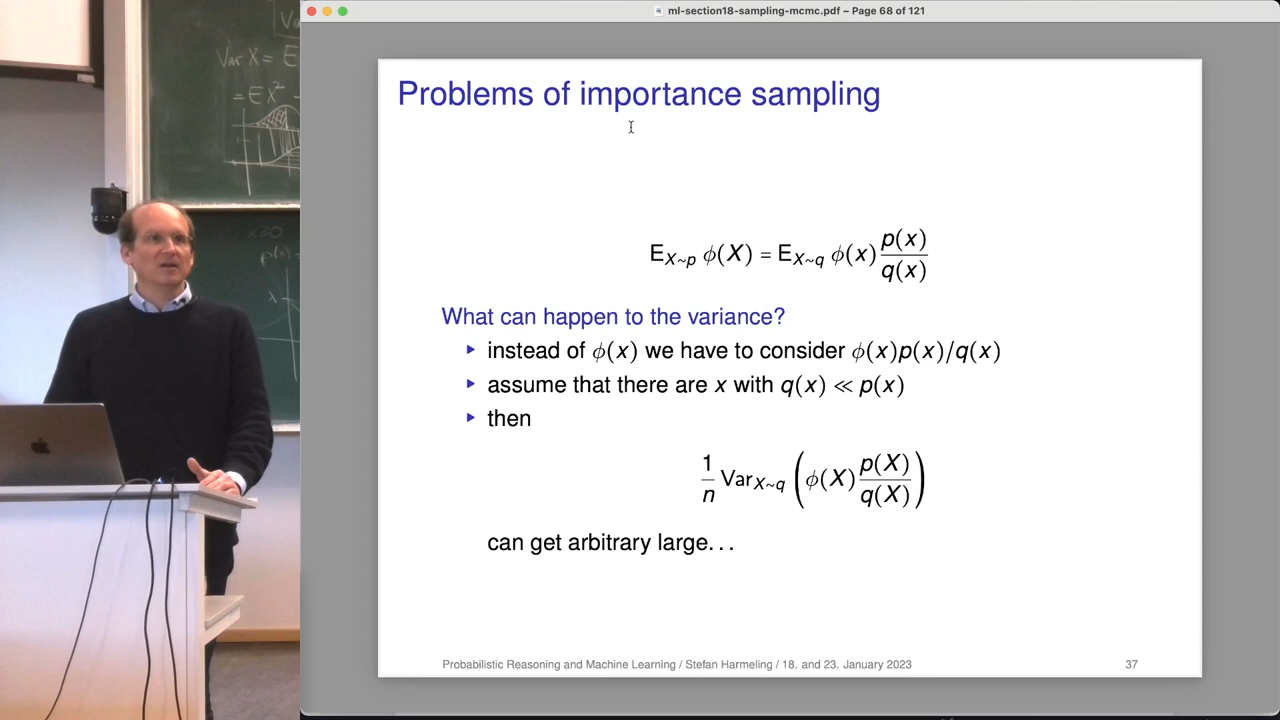 ml-section18-sampling-mcmc.pdf – Page 68 of 121
Var X = E
= EX² -
p(x)
Problems of importance sampling
E_{X∼p} ϕ(X) = E_{X∼q} ϕ(x) p(x)/q(x)
What can happen to the variance?
▸ instead of ϕ(x) we have to consider ϕ(x)p(x)/q(x)
▸ assume that there are x with q(x) ≪ p(x)
▸ then
1/n Var_{X∼q} (ϕ(X) p(X)/q(X))
can get arbitrary large. . .
Probabilistic Reasoning and Machine Learning / Stefan Harmeling / 18. and 23. January 2023
37